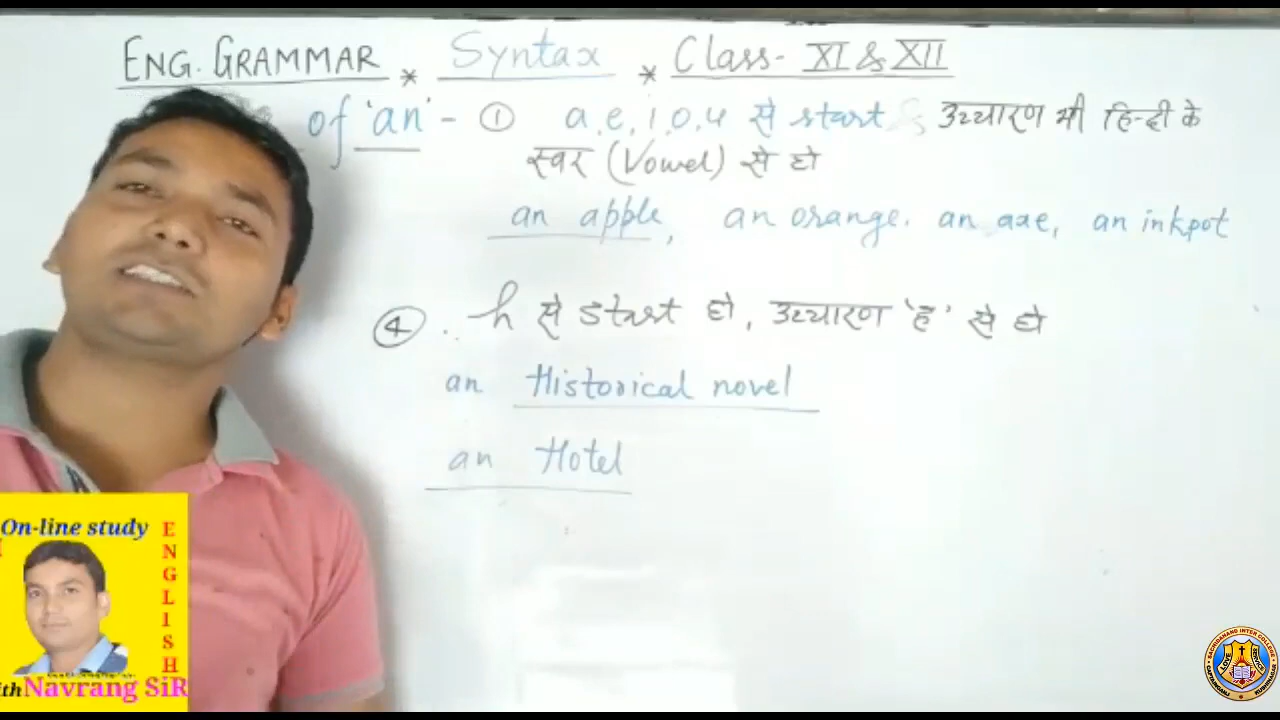 ENG. GRAMMAR * Syntax * Class- XI & XII
of 'an' - ① a, e, i, o, u से start & उच्चारण भी हिन्दी के
स्वर (Vowel) से हो
an apple, an orange. an axe, an inkpot
④ . h से start हो, उच्चारण 'ह' से हो
an Historical novel
an Hotel
On-line study
ENGLISH
ith Navrang SiR